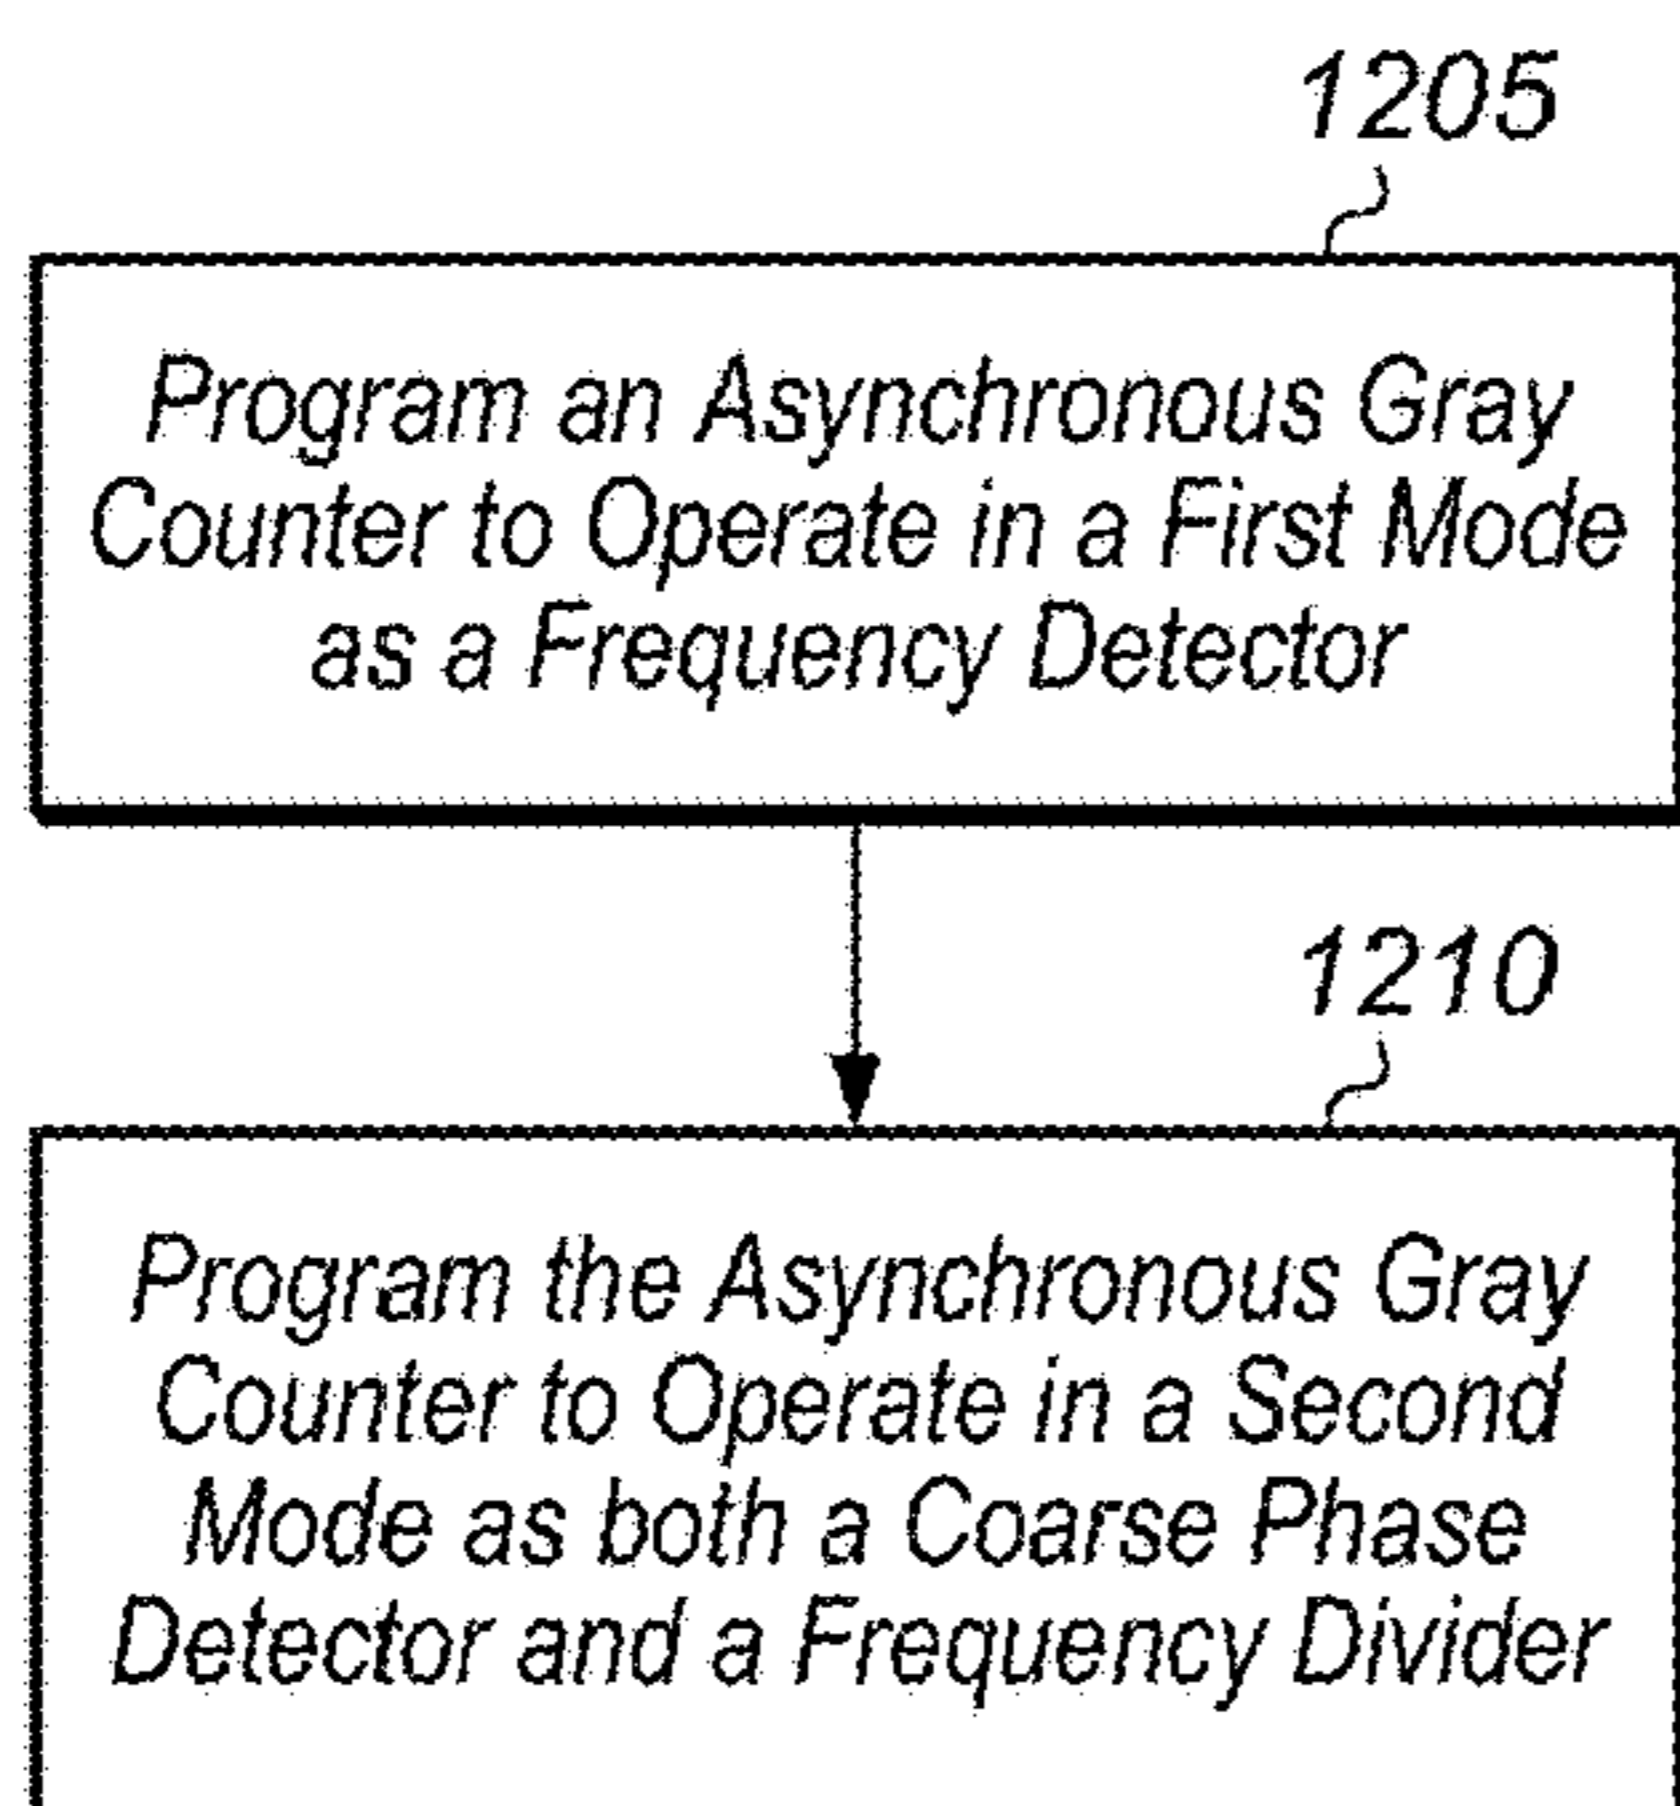 1205
Program an Asynchronous Gray
Counter to Operate in a First Mode
as a Frequency Detector
1210
Program the Asynchronous Gray
Counter to Operate in a Second
Mode as both a Coarse Phase
Detector and a Frequency Divider